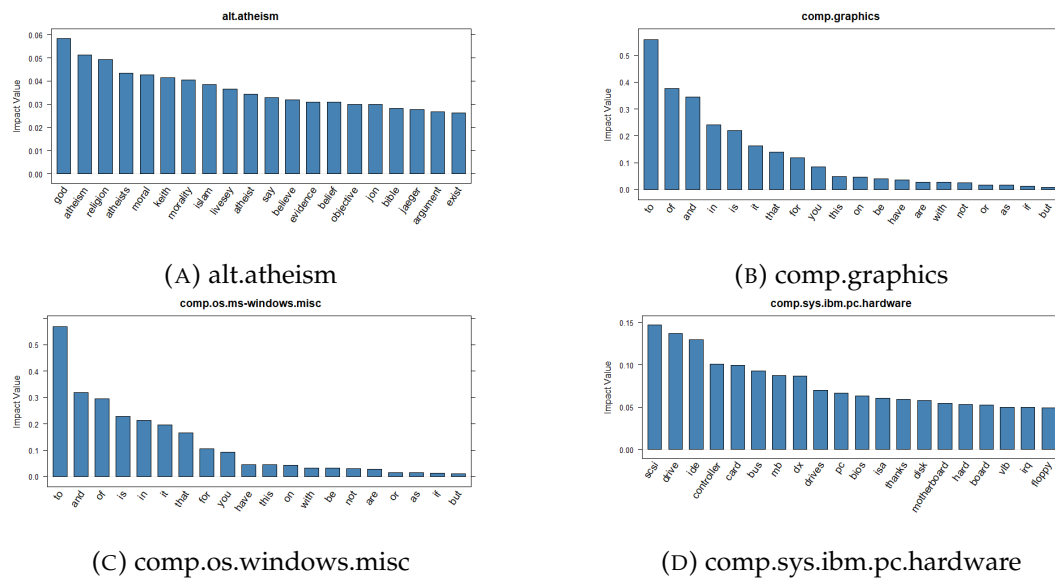 alt.atheism
Impact Value
0.06
0.05
0.04
0.03
0.02
0.01
0.00
god atheism religion atheists moral keith morality islam livesey atheist say believe evidence belief objective jon bible jaeger argument exist
(A) alt.atheism
comp.graphics
Impact Value
0.5
0.4
0.3
0.2
0.1
0.0
to of and in is it that for you this on be have are with not or as if but
(B) comp.graphics
comp.os.ms-windows.misc
Impact Value
0.5
0.4
0.3
0.2
0.1
0.0
to and of is in it that for you have this on with be not are or as if but
(C) comp.os.windows.misc
comp.sys.ibm.pc.hardware
Impact Value
0.15
0.10
0.05
0.00
scsi drive ide controller card bus mb dx drives pc bios isa thanks disk motherboard hard board vlb irq floppy
(D) comp.sys.ibm.pc.hardware